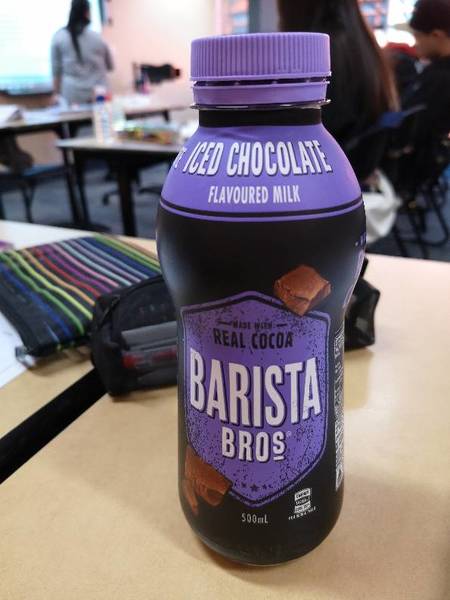 ICED CHOCOLATE
FLAVOURED MILK
MADE WITH
REAL COCOA
BARISTA
BROS
500mL